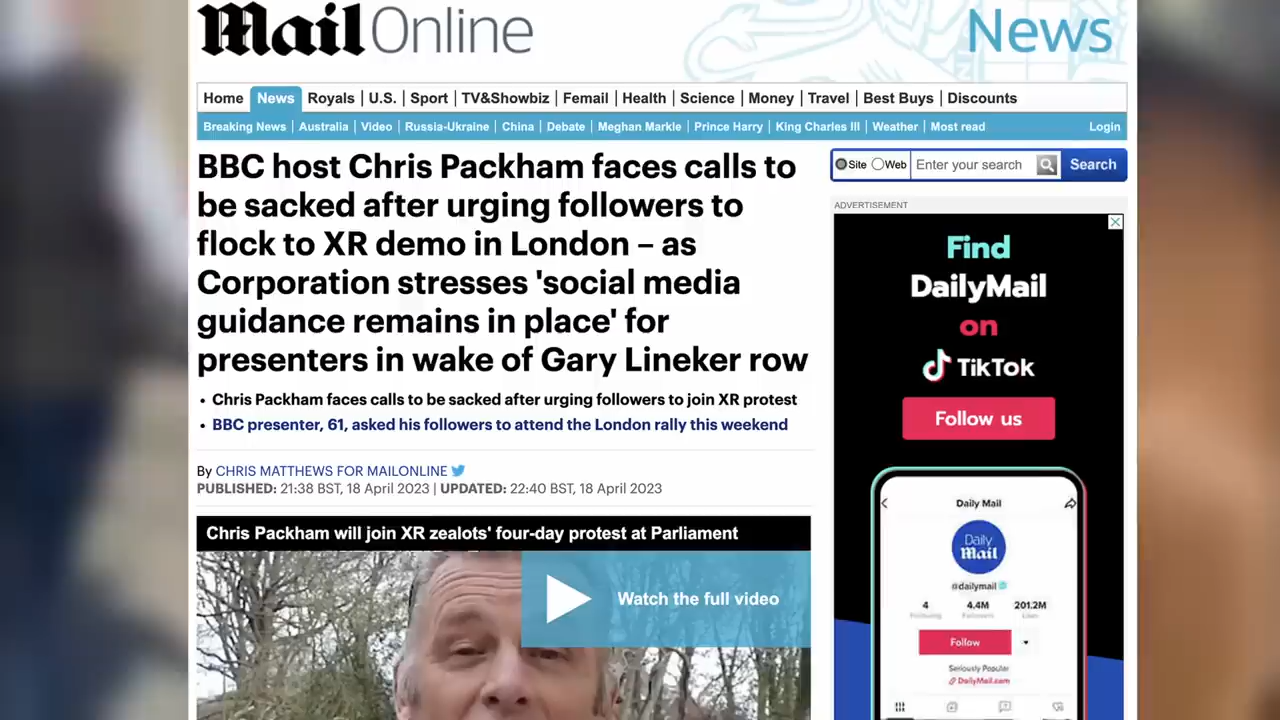 Mail Online
News
Home News Royals U.S. Sport TV&Showbiz Femail Health Science Money Travel Best Buys Discounts
Breaking News Australia Video Russia-Ukraine China Debate Meghan Markle Prince Harry King Charles III Weather Most read Login
BBC host Chris Packham faces calls to
be sacked after urging followers to
flock to XR demo in London – as
Corporation stresses 'social media
guidance remains in place' for
presenters in wake of Gary Lineker row
• Chris Packham faces calls to be sacked after urging followers to join XR protest
• BBC presenter, 61, asked his followers to attend the London rally this weekend
By CHRIS MATTHEWS FOR MAILONLINE
PUBLISHED: 21:38 BST, 18 April 2023 | UPDATED: 22:40 BST, 18 April 2023
Chris Packham will join XR zealots' four-day protest at Parliament
Watch the full video
Site Web Enter your search Search
ADVERTISEMENT
Find
DailyMail
on
TikTok
Follow us
Daily Mail
Daily
Mail
@dailymail
4 4.4M 201.2M
Following Followers Likes
Follow
Seriously Popular
DailyMail.com